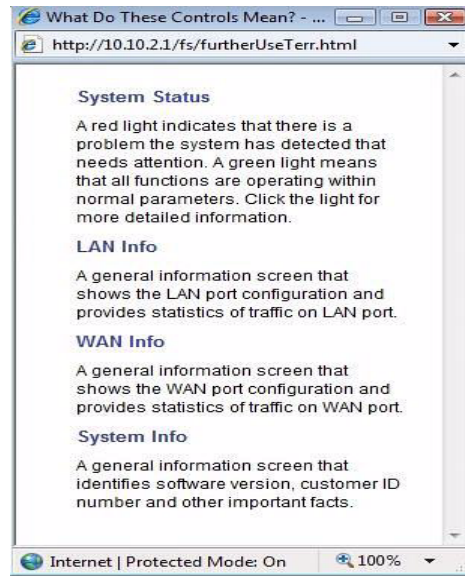 What Do These Controls Mean? - ...
http://10.10.2.1/fs/furtherUseTerr.html
System Status
A red light indicates that there is a
problem the system has detected that
needs attention. A green light means
that all functions are operating within
normal parameters. Click the light for
more detailed information.
LAN Info
A general information screen that
shows the LAN port configuration and
provides statistics of traffic on LAN port.
WAN Info
A general information screen that
shows the WAN port configuration and
provides statistics of traffic on WAN port.
System Info
A general information screen that
identifies software version, customer ID
number and other important facts.
Internet | Protected Mode: On 100%